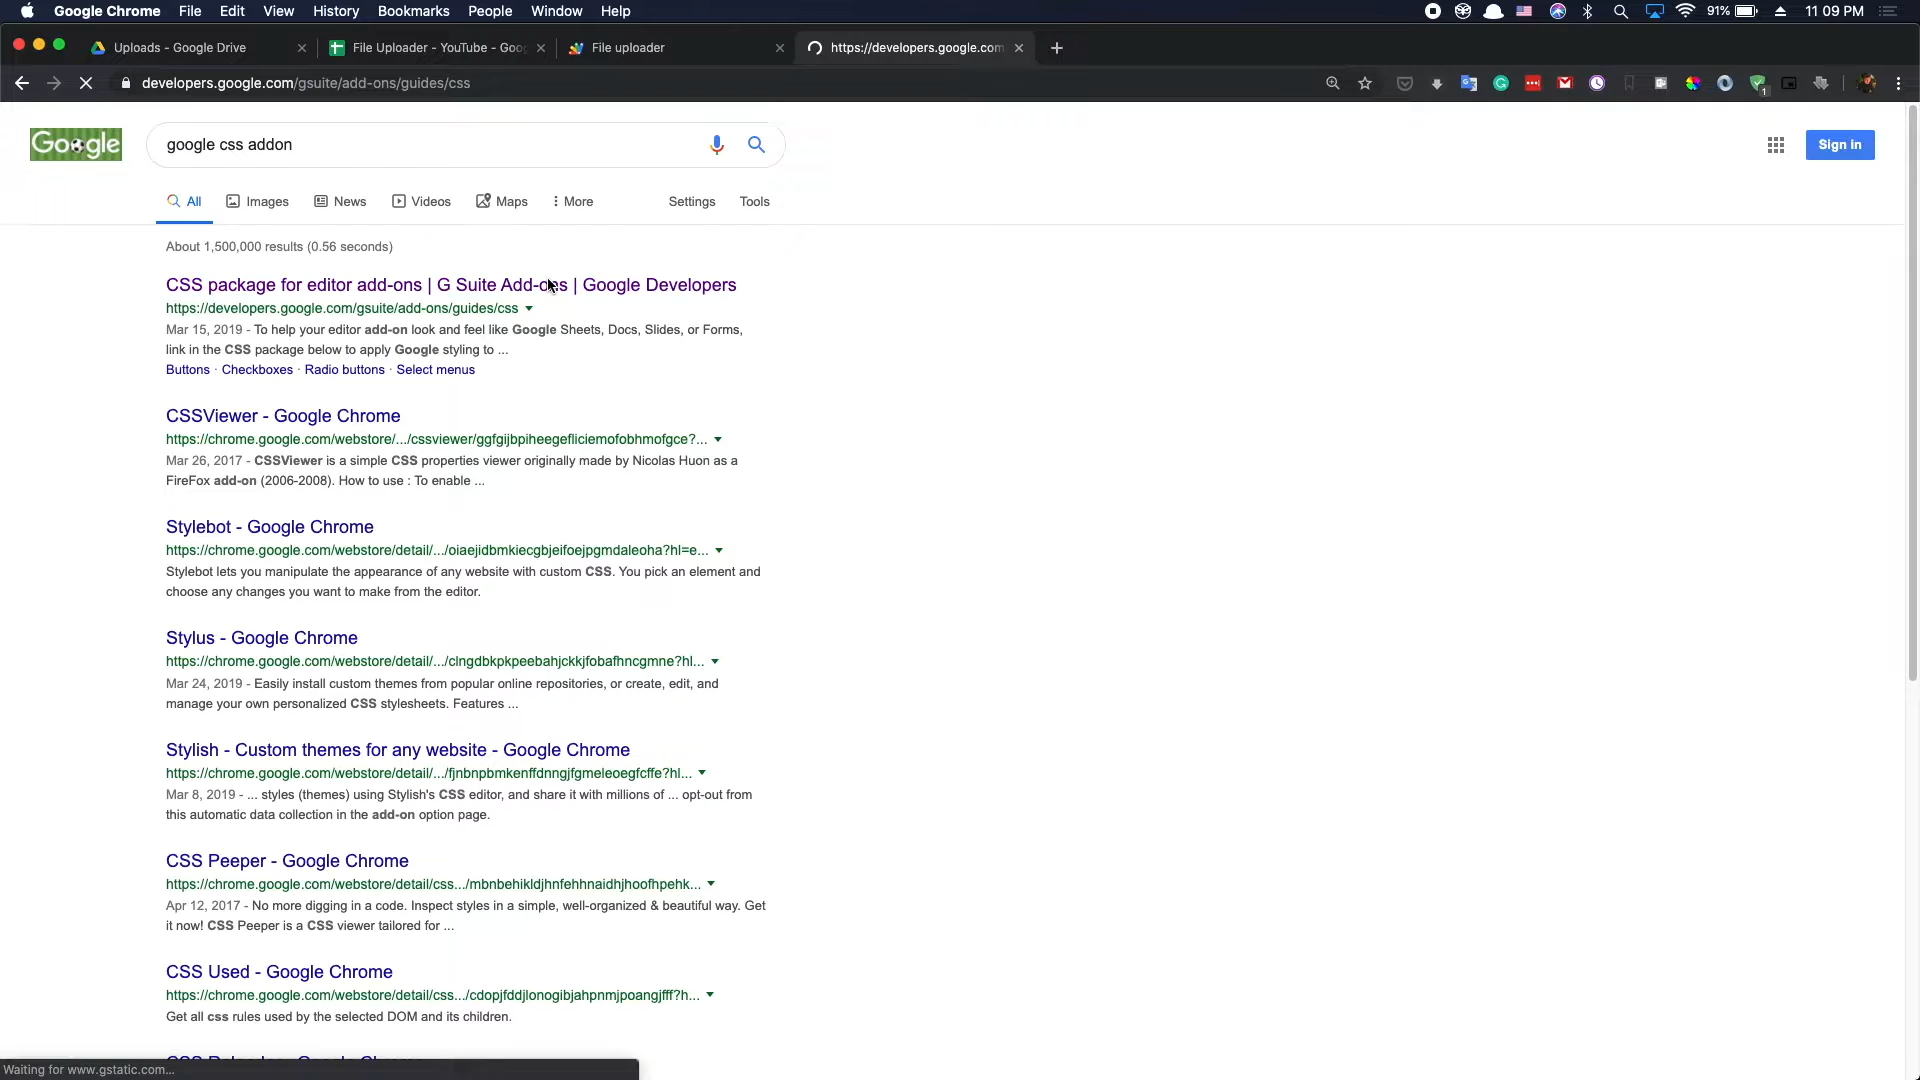 Google Chrome File Edit View History Bookmarks People Window Help 91% 11 09 PM
Uploads - Google Drive File Uploader - YouTube - Goo File uploader https://developers.google.com
developers.google.com/gsuite/add-ons/guides/css
1
Google google css addon Sign in
All Images News Videos Maps More Settings Tools
About 1,500,000 results (0.56 seconds)
CSS package for editor add-ons | G Suite Add-ons | Google Developers
https://developers.google.com/gsuite/add-ons/guides/css
Mar 15, 2019 - To help your editor add-on look and feel like Google Sheets, Docs, Slides, or Forms,
link in the CSS package below to apply Google styling to ...
Buttons · Checkboxes · Radio buttons · Select menus
CSSViewer - Google Chrome
https://chrome.google.com/webstore/.../cssviewer/ggfgijbpiheegefliciemofobhmofgce?...
Mar 26, 2017 - CSSViewer is a simple CSS properties viewer originally made by Nicolas Huon as a
FireFox add-on (2006-2008). How to use : To enable ...
Stylebot - Google Chrome
https://chrome.google.com/webstore/detail/.../oiaejidbmkiecgbjeifoejpgmdaleoha?hl=e...
Stylebot lets you manipulate the appearance of any website with custom CSS. You pick an element and
choose any changes you want to make from the editor.
Stylus - Google Chrome
https://chrome.google.com/webstore/detail/.../clngdbkpkpeebahjckkjfobafhncgmne?hl...
Mar 24, 2019 - Easily install custom themes from popular online repositories, or create, edit, and
manage your own personalized CSS stylesheets. Features ...
Stylish - Custom themes for any website - Google Chrome
https://chrome.google.com/webstore/detail/.../fjnbnpbmkenffdnngjfgmeleoegfcffe?hl...
Mar 8, 2019 - ... styles (themes) using Stylish's CSS editor, and share it with millions of ... opt-out from
this automatic data collection in the add-on option page.
CSS Peeper - Google Chrome
https://chrome.google.com/webstore/detail/css.../mbnbehikldjhnfehhnaidhjhoofhpehk...
Apr 12, 2017 - No more digging in a code. Inspect styles in a simple, well-organized & beautiful way. Get
it now! CSS Peeper is a CSS viewer tailored for ...
CSS Used - Google Chrome
https://chrome.google.com/webstore/detail/css.../cdopjfddjlonogibjahpnmjpoangjfff?h...
Get all css rules used by the selected DOM and its children.
Waiting for www.gstatic.com...